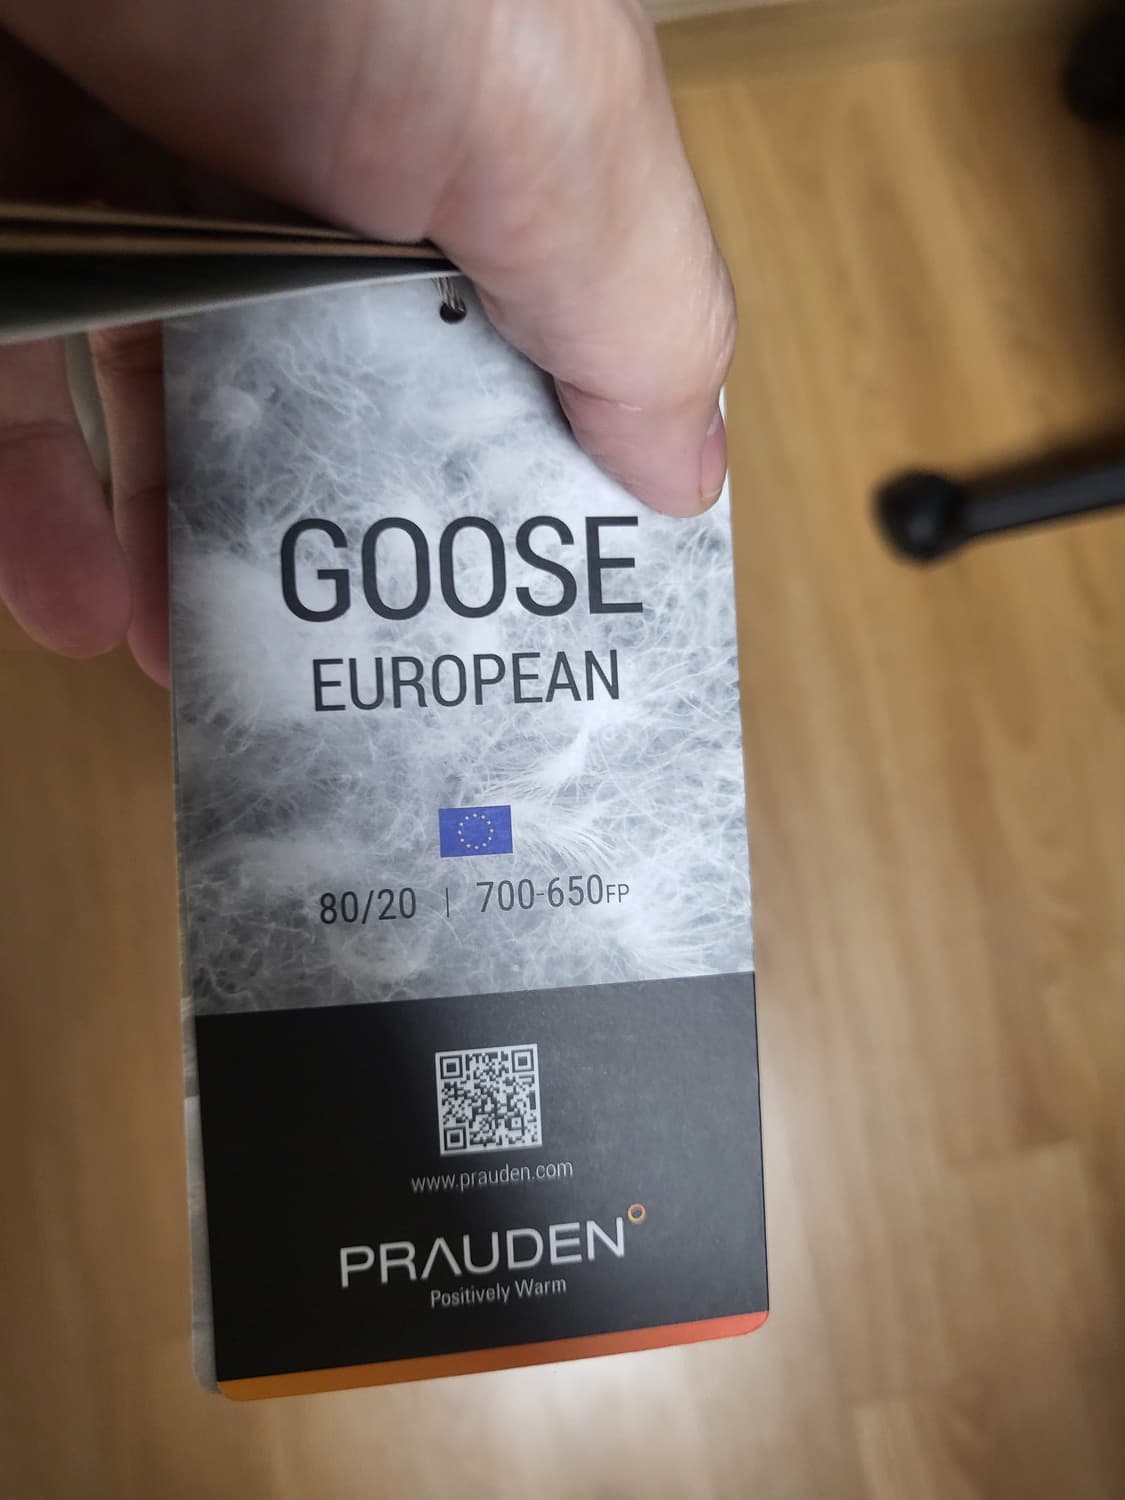 GOOSE
EUROPEAN
80/20 | 700-650FP
www.prauden.com
PRAUDEN
Positively Warm